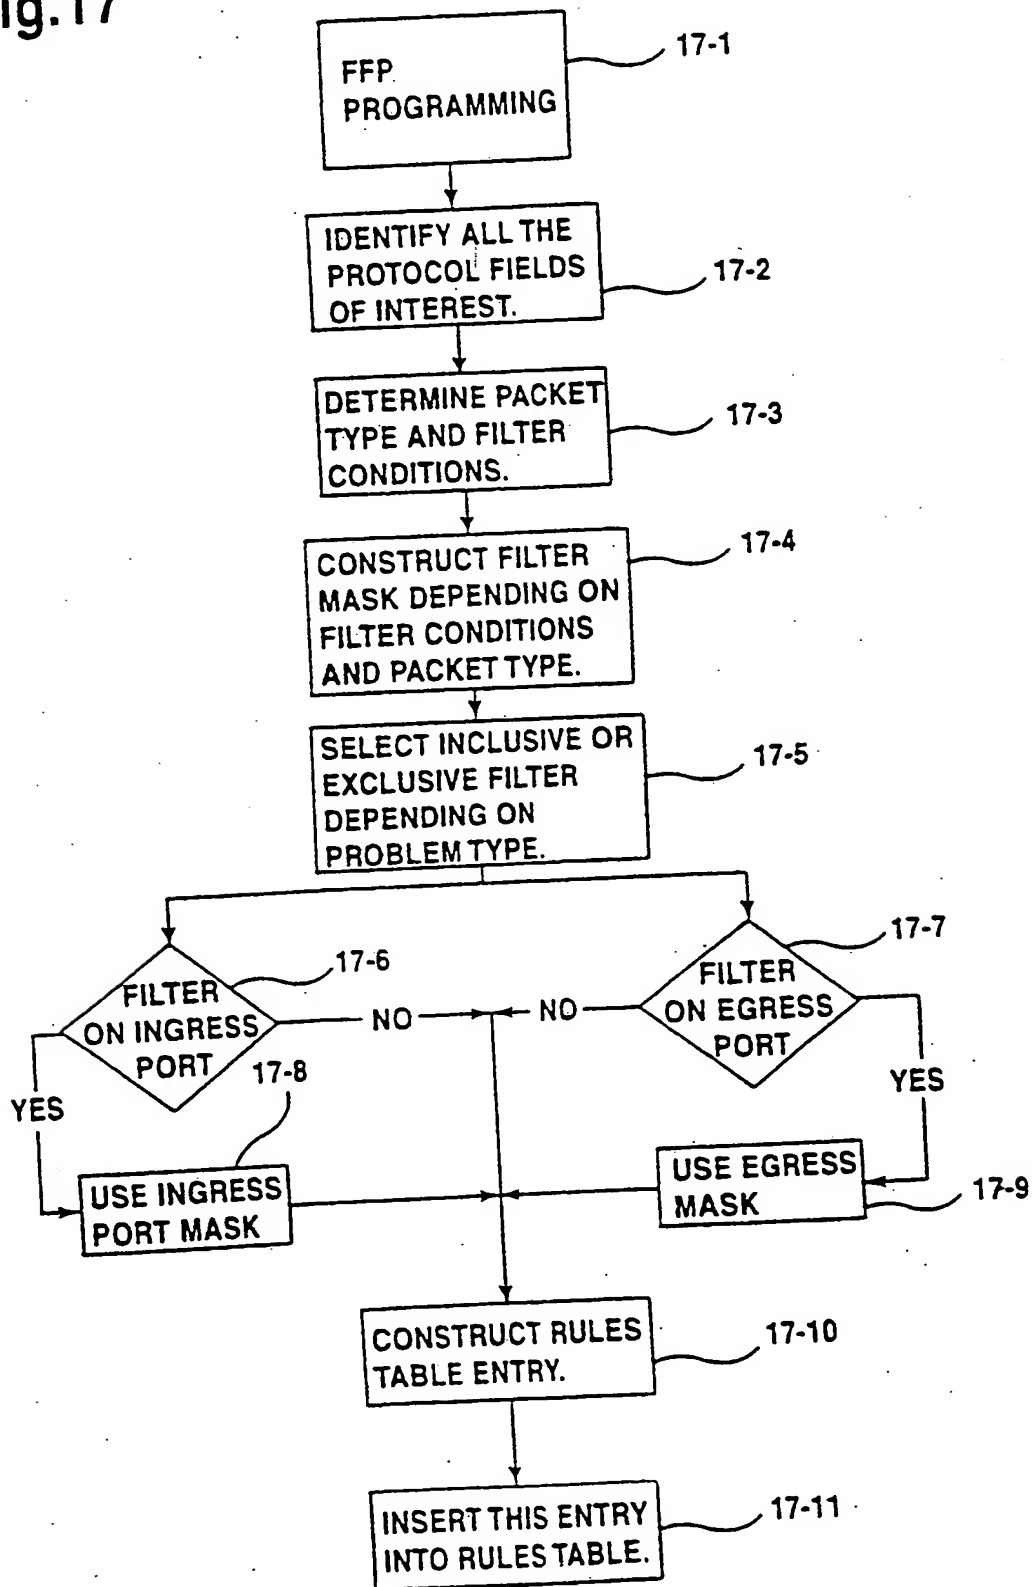 ig.17
FFP
PROGRAMMING
17-1
IDENTIFY ALL THE
PROTOCOL FIELDS
OF INTEREST.
17-2
DETERMINE PACKET
TYPE AND FILTER
CONDITIONS.
17-3
CONSTRUCT FILTER
MASK DEPENDING ON
FILTER CONDITIONS
AND PACKET TYPE.
17-4
SELECT INCLUSIVE OR
EXCLUSIVE FILTER
DEPENDING ON
PROBLEM TYPE.
17-5
FILTER
ON INGRESS
PORT
17-6
NO
NO
FILTER
ON EGRESS
PORT
17-7
YES
17-8
YES
USE INGRESS
PORT MASK
USE EGRESS
MASK
17-9
CONSTRUCT RULES
TABLE ENTRY.
17-10
INSERT THIS ENTRY
INTO RULES TABLE.
17-11